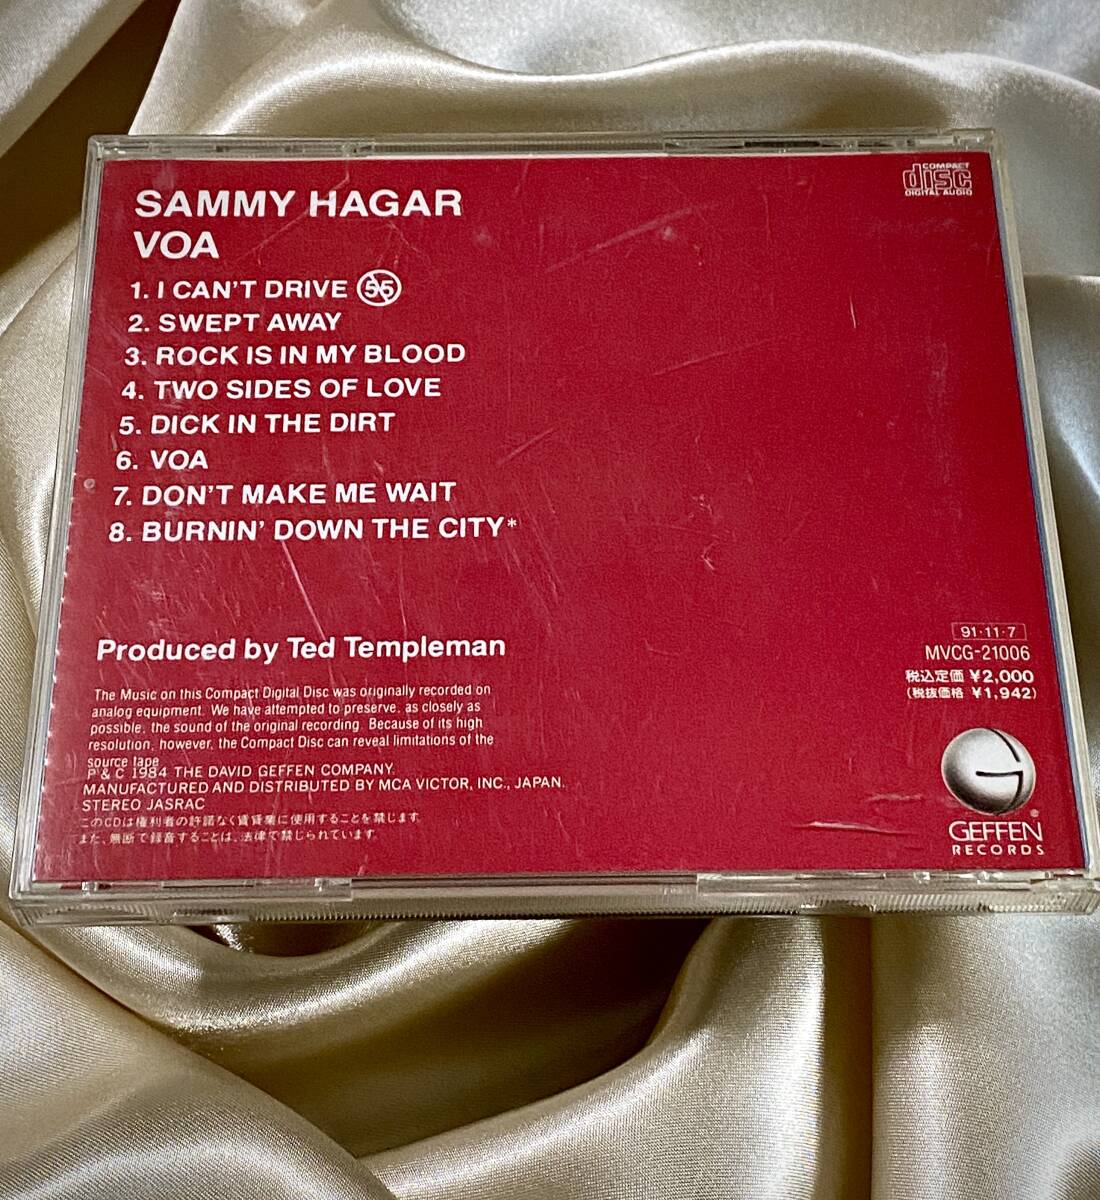 COMPACT
disc
DIGITAL AUDIO
SAMMY HAGAR
VOA
1. I CAN'T DRIVE 55
2. SWEPT AWAY
3. ROCK IS IN MY BLOOD
4. TWO SIDES OF LOVE
5. DICK IN THE DIRT
6. VOA
7. DON'T MAKE ME WAIT
8. BURNIN' DOWN THE CITY*
Produced by Ted Templeman
The Music on this Compact Digital Disc was originally recorded on
analog equipment. We have attempted to preserve, as closely as
possible, the sound of the original recording. Because of its high
resolution, however, the Compact Disc can reveal limitations of the
source tape
P & C 1984 THE DAVID GEFFEN COMPANY.
MANUFACTURED AND DISTRIBUTED BY MCA VICTOR, INC., JAPAN.
STEREO JASRAC
このCDは権利者の許諾なく賃貸業に使用することを禁じます
また、無断で録音することは、法律で禁じられています。
91·11·7
MVCG-21006
税込定価 ¥2,000
(税抜価格 ¥1,942)
G
GEFFEN
RECORDS